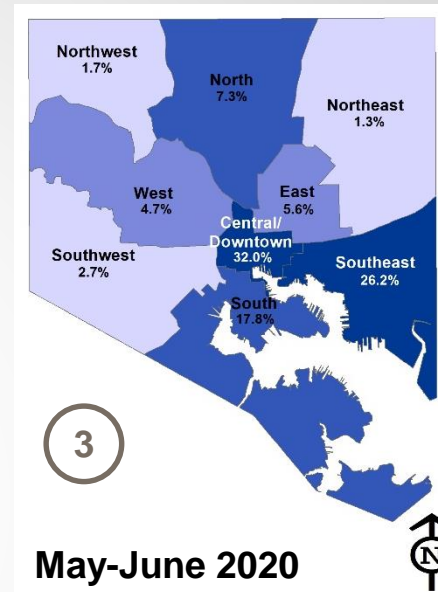 Northwest
1.7%
North
7.3%
Northeast
1.3%
West
4.7%
East
5.6%
Central/
Downtown
32.0%
Southwest
2.7%
Southeast
26.2%
South
17.8%
3
May-June 2020
N